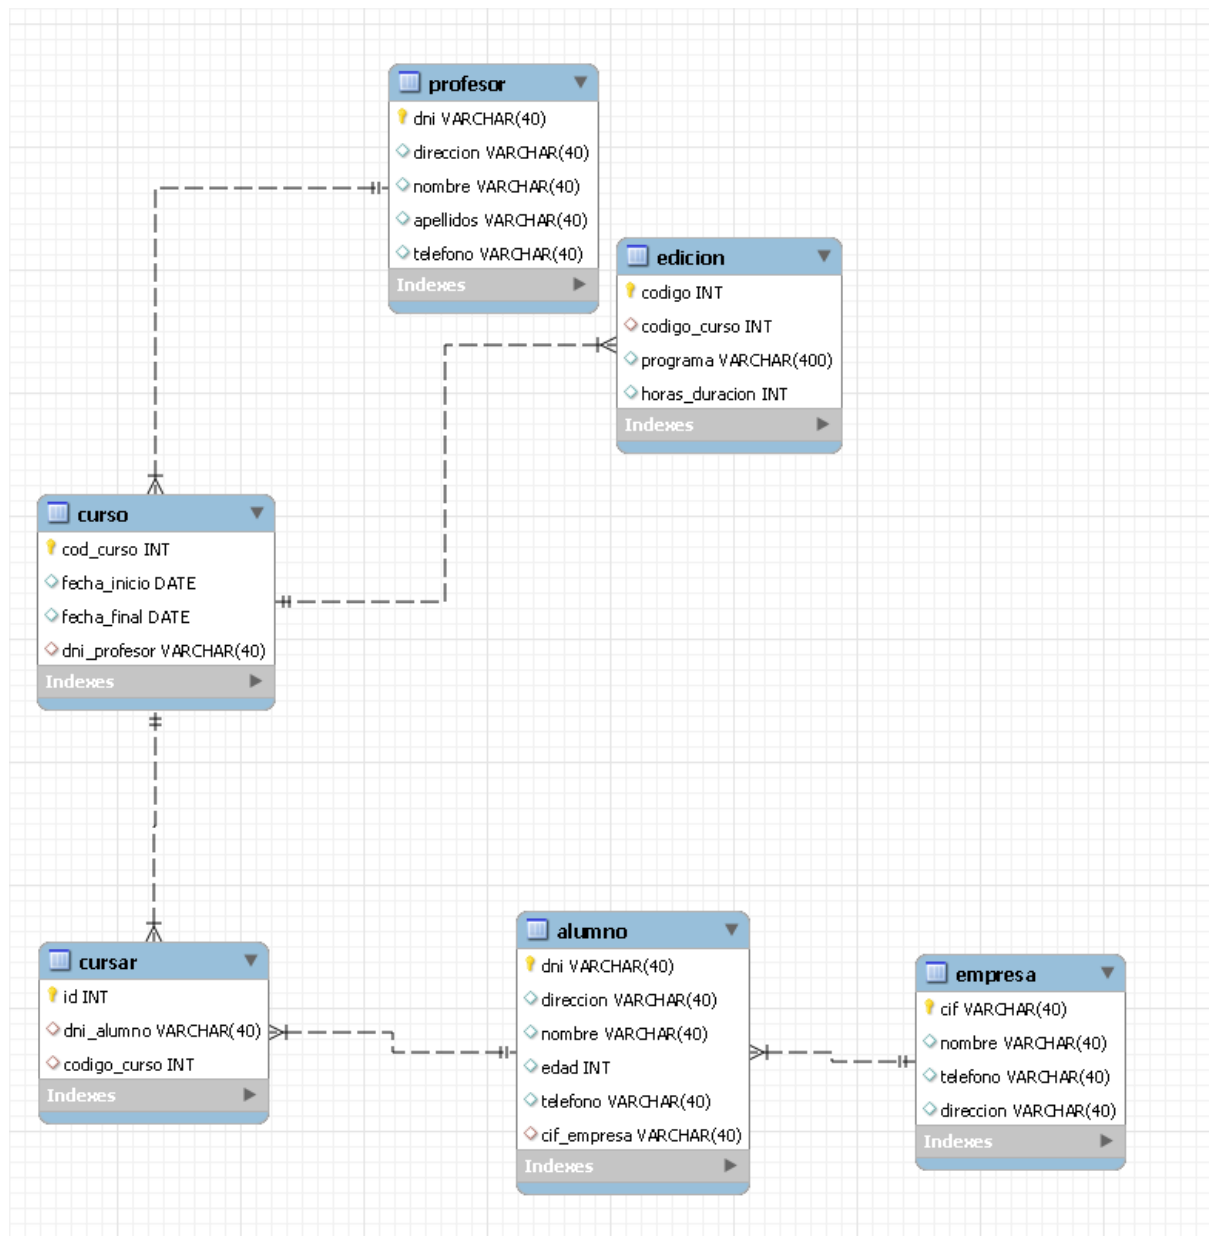 profesor
dni VARCHAR(40)
direccion VARCHAR(40)
nombre VARCHAR(40)
apellidos VARCHAR(40)
telefono VARCHAR(40)
Indexes
edicion
codigo INT
codigo_curso INT
programa VARCHAR(400)
horas_duracion INT
Indexes
curso
cod_curso INT
fecha_inicio DATE
fecha_final DATE
dni_profesor VARCHAR(40)
Indexes
cursar
id INT
dni_alumno VARCHAR(40)
codigo_curso INT
Indexes
alumno
dni VARCHAR(40)
direccion VARCHAR(40)
nombre VARCHAR(40)
edad INT
telefono VARCHAR(40)
cif_empresa VARCHAR(40)
Indexes
empresa
cif VARCHAR(40)
nombre VARCHAR(40)
telefono VARCHAR(40)
direccion VARCHAR(40)
Indexes